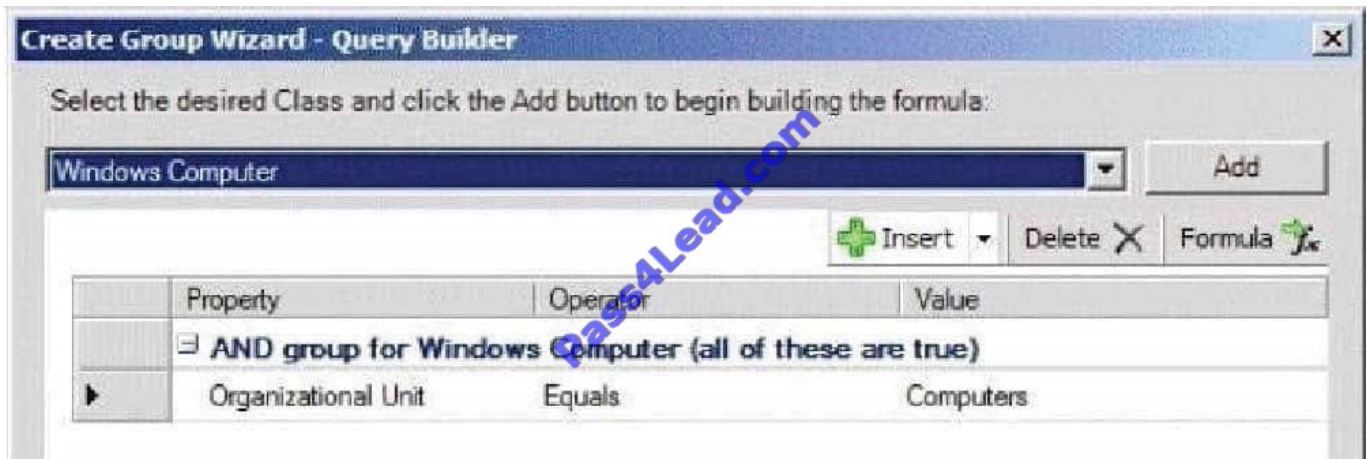 Create Group Wizard - Query Builder
Select the desired Class and click the Add button to begin building the formula:
Windows Computer
Add
Insert
Delete
Formula
Property Operator Value
AND group for Windows Computer (all of these are true)
Organizational Unit Equals Computers
Pass4Lead.com